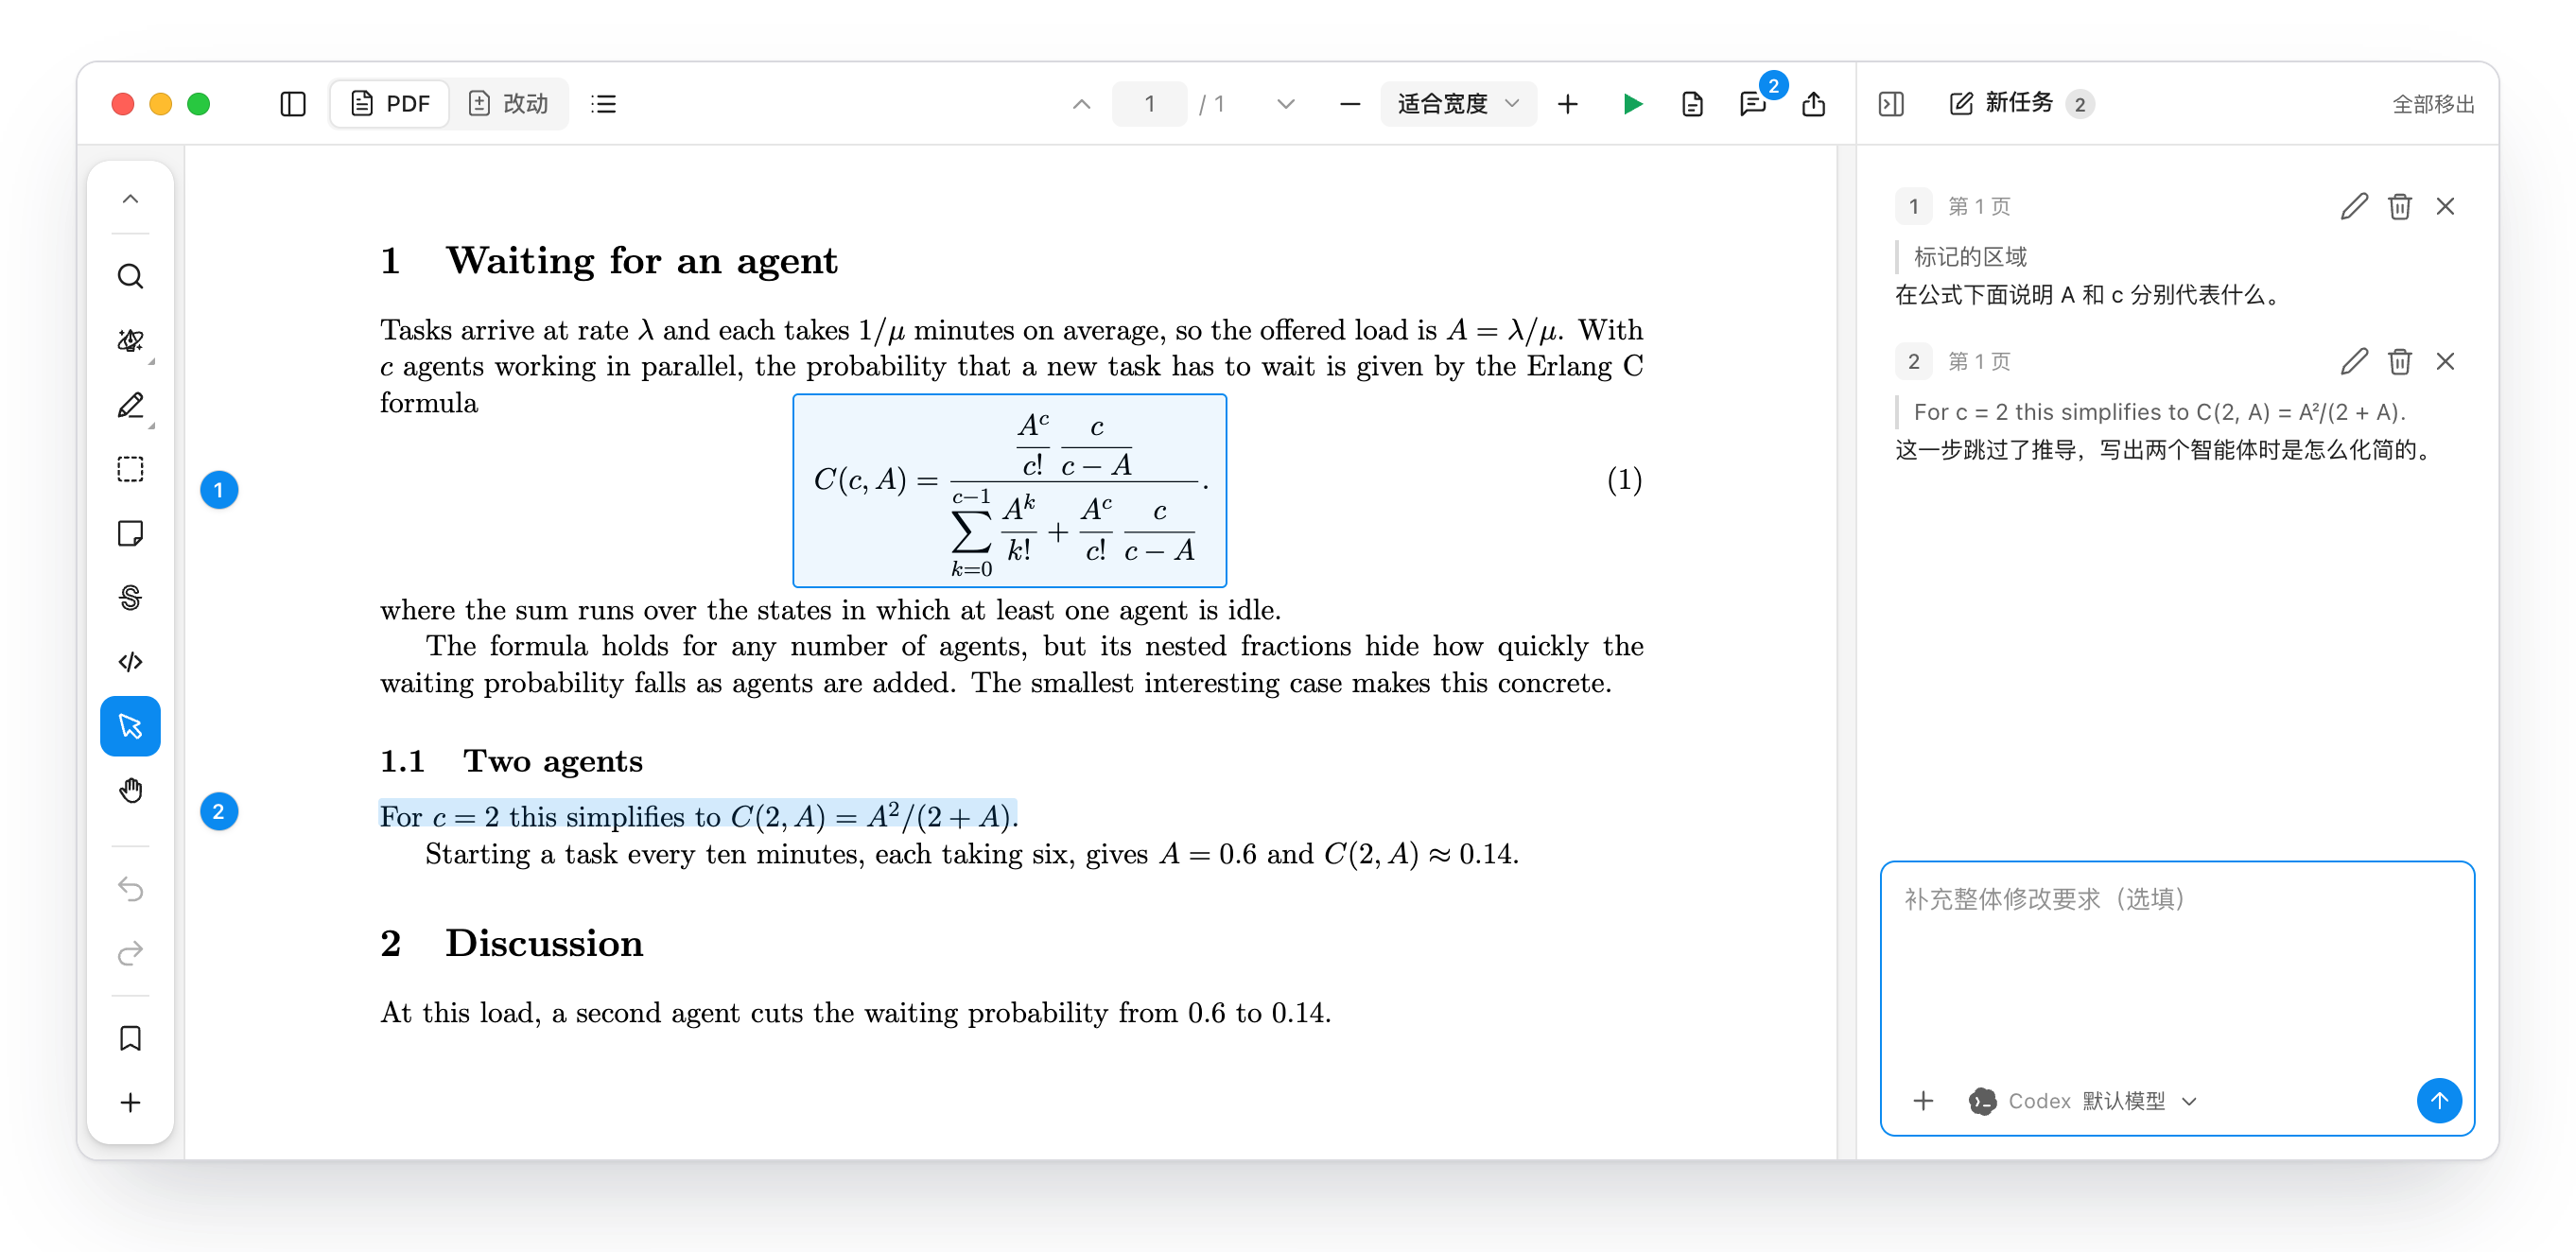 PDF 改动 1 / 1 适合宽度 2 新任务 2 全部移出
1 Waiting for an agent
Tasks arrive at rate λ and each takes 1/μ minutes on average, so the offered load is A = λ/μ. With
c agents working in parallel, the probability that a new task has to wait is given by the Erlang C
formula
1
C(c, A) = \frac{\frac{A^c}{c!} \frac{c}{c − A}}{\sum_{k=0}^{c−1} \frac{A^k}{k!} + \frac{A^c}{c!} \frac{c}{c − A}}. (1)
where the sum runs over the states in which at least one agent is idle.
The formula holds for any number of agents, but its nested fractions hide how quickly the
waiting probability falls as agents are added. The smallest interesting case makes this concrete.
1.1 Two agents
2
For c = 2 this simplifies to C(2, A) = A²/(2 + A).
Starting a task every ten minutes, each taking six, gives A = 0.6 and C(2, A) ≈ 0.14.
2 Discussion
At this load, a second agent cuts the waiting probability from 0.6 to 0.14.
1 第 1 页
标记的区域
在公式下面说明 A 和 c 分别代表什么。
2 第 1 页
For c = 2 this simplifies to C(2, A) = A²/(2 + A).
这一步跳过了推导，写出两个智能体时是怎么化简的。
补充整体修改要求（选填）
Codex 默认模型